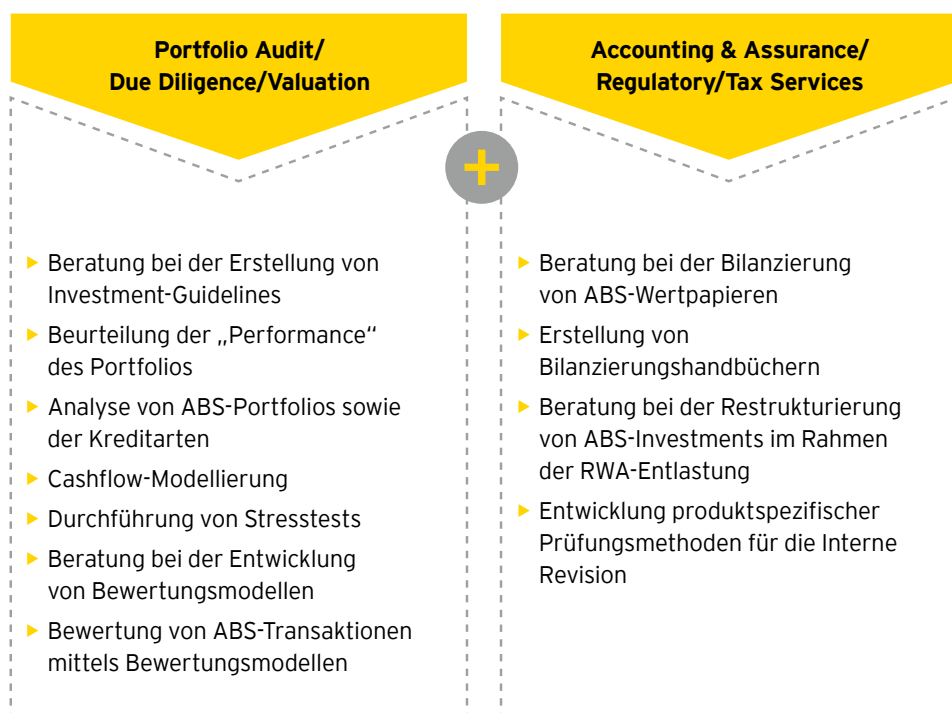 Portfolio Audit/
Due Diligence/Valuation
Beratung bei der Erstellung von
Investment-Guidelines
Beurteilung der „Performance“
des Portfolios
Analyse von ABS-Portfolios sowie
der Kreditarten
Cashflow-Modellierung
Durchführung von Stresstests
Beratung bei der Entwicklung
von Bewertungsmodellen
Bewertung von ABS-Transaktionen
mittels Bewertungsmodellen
+
Accounting & Assurance/
Regulatory/Tax Services
Beratung bei der Bilanzierung
von ABS-Wertpapieren
Erstellung von
Bilanzierungshandbüchern
Beratung bei der Restrukturierung
von ABS-Investments im Rahmen
der RWA-Entlastung
Entwicklung produktspezifischer
Prüfungsmethoden für die Interne
Revision